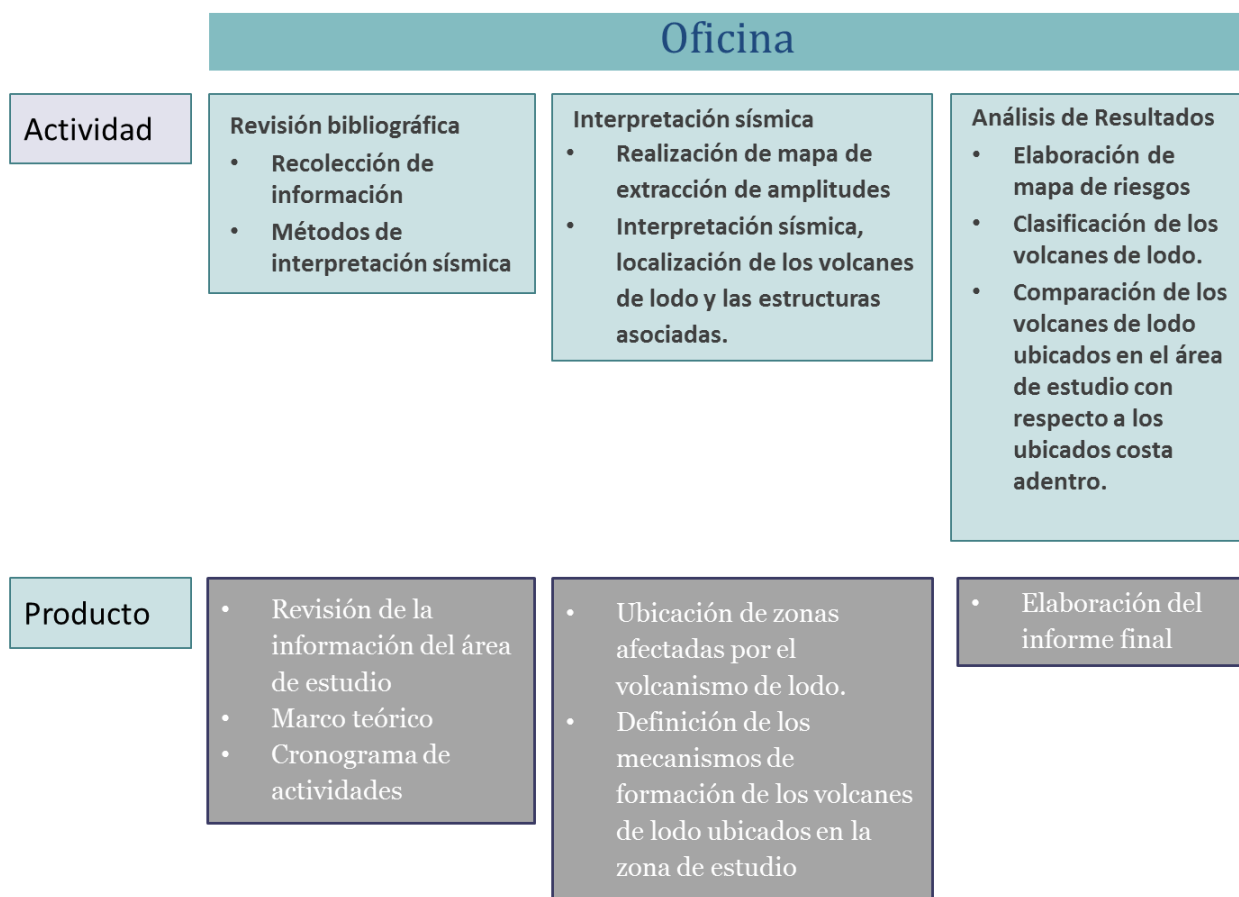 Oficina
Actividad
Revisión bibliográfica
• Recolección de
información
• Métodos de
interpretación sísmica
Interpretación sísmica
• Realización de mapa de
extracción de amplitudes
• Interpretación sísmica,
localización de los volcanes
de lodo y las estructuras
asociadas.
Análisis de Resultados
• Elaboración de
mapa de riesgos
• Clasificación de los
volcanes de lodo.
• Comparación de los
volcanes de lodo
ubicados en el área
de estudio con
respecto a los
ubicados costa
adentro.
Producto
• Revisión de la
información del área
de estudio
• Marco teórico
• Cronograma de
actividades
• Ubicación de zonas
afectadas por el
volcanismo de lodo.
• Definición de los
mecanismos de
formación de los volcanes
de lodo ubicados en la
zona de estudio
• Elaboración del
informe final